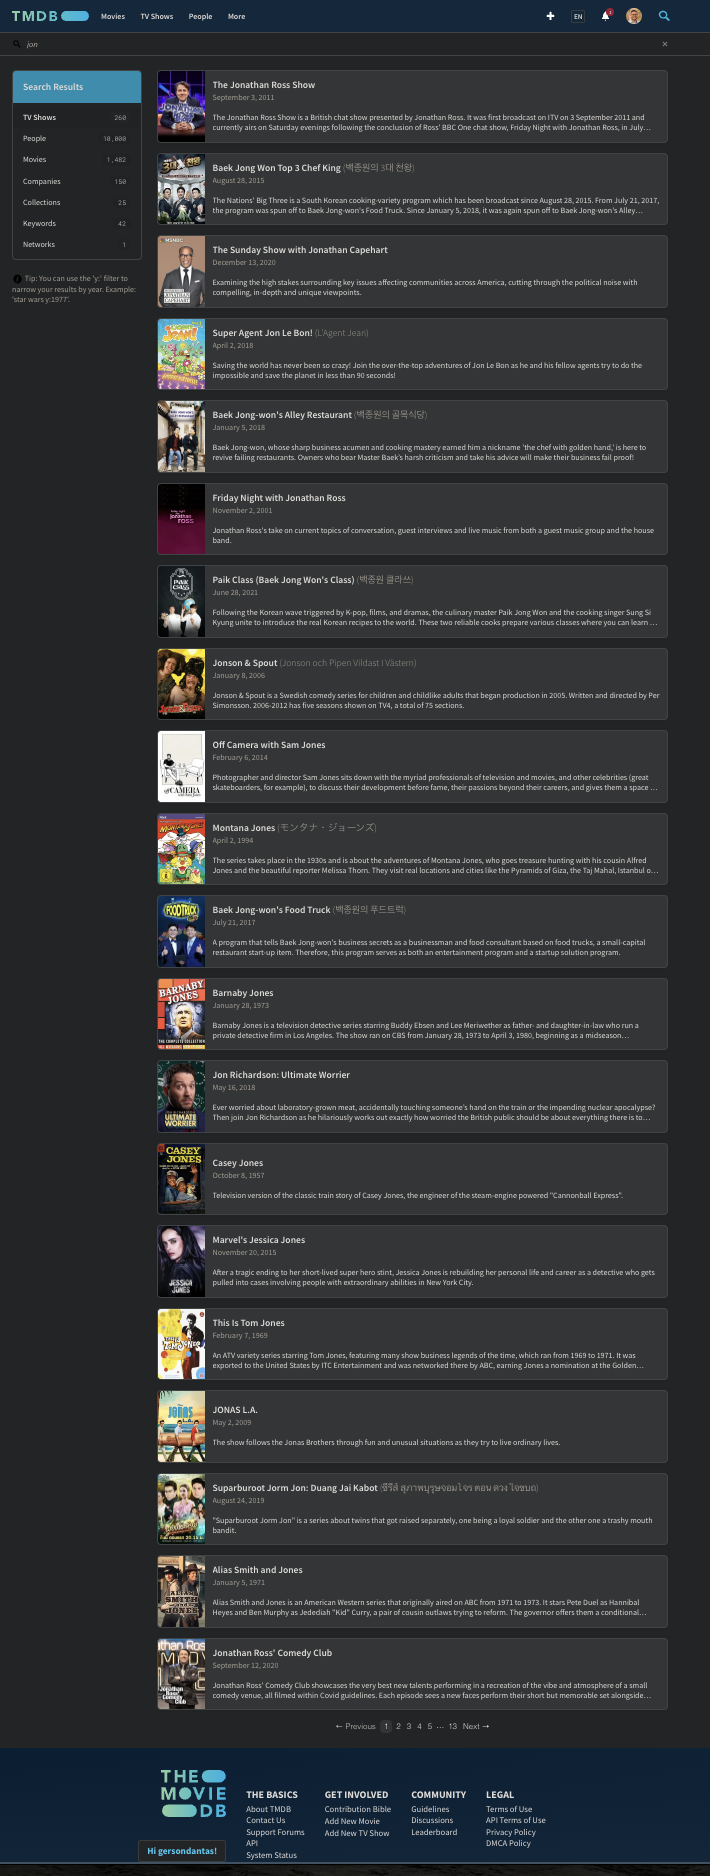 TMDB Movies TV Shows People More EN
jon
Search Results
TV Shows 260
People 10,000
Movies 1,482
Companies 150
Collections 25
Keywords 42
Networks 1
Tip: You can use the 'y:' filter to
narrow your results by year. Example:
'star wars y:1977'.
The Jonathan Ross Show
September 3, 2011
The Jonathan Ross Show is a British chat show presented by Jonathan Ross. It was first broadcast on ITV on 3 September 2011 and
currently airs on Saturday evenings following the conclusion of Ross' BBC One chat show, Friday Night with Jonathan Ross, in July...
Baek Jong Won Top 3 Chef King (백종원의 3대 천왕)
August 28, 2015
The Nations' Big Three is a South Korean cooking-variety program which has been broadcast since August 28, 2015. From July 21, 2017,
the program was spun off to Baek Jong-won's Food Truck. Since January 5, 2018, it was again spun off to Baek Jong-won's Alley...
The Sunday Show with Jonathan Capehart
December 13, 2020
Examining the high stakes surrounding key issues affecting communities across America, cutting through the political noise with
compelling, in-depth and unique viewpoints.
Super Agent Jon Le Bon! (L'Agent Jean)
April 2, 2018
Saving the world has never been so crazy! Join the over-the-top adventures of Jon Le Bon as he and his fellow agents try to do the
impossible and save the planet in less than 90 seconds!
Baek Jong-won's Alley Restaurant (백종원의 골목식당)
January 5, 2018
Baek Jong-won, whose sharp business acumen and cooking mastery earned him a nickname 'the chef with golden hand,' is here to
revive failing restaurants. Owners who bear Master Baek's harsh criticism and take his advice will make their business fail proof!
Friday Night with Jonathan Ross
November 2, 2001
Jonathan Ross's take on current topics of conversation, guest interviews and live music from both a guest music group and the house
band.
Paik Class (Baek Jong Won's Class) (백종원 클라쓰)
June 28, 2021
Following the Korean wave triggered by K-pop, films, and dramas, the culinary master Paik Jong Won and the cooking singer Sung Si
Kyung unite to introduce the real Korean recipes to the world. These two reliable cooks prepare various classes where you can learn ...
Jonson & Spout (Jonson och Pipen Vildast I Västern)
January 8, 2006
Jonson & Spout is a Swedish comedy series for children and childlike adults that began production in 2005. Written and directed by Per
Simonsson. 2006-2012 has five seasons shown on TV4, a total of 75 sections.
Off Camera with Sam Jones
February 6, 2014
Photographer and director Sam Jones sits down with the myriad professionals of television and movies, and other celebrities (great
skateboarders, for example), to discuss their development before fame, their passions beyond their careers, and gives them a space ...
Montana Jones (モンタナ・ジョーンズ)
April 2, 1994
The series takes place in the 1930s and is about the adventures of Montana Jones, who goes treasure hunting with his cousin Alfred
Jones and the beautiful reporter Melissa Thorn. They visit real locations and cities like the Pyramids of Giza, the Taj Mahal, Istanbul o...
Baek Jong-won's Food Truck (백종원의 푸드트럭)
July 21, 2017
A program that tells Baek Jong-won's business secrets as a businessman and food consultant based on food trucks, a small-capital
restaurant start-up item. Therefore, this program serves as both an entertainment program and a startup solution program.
Barnaby Jones
January 28, 1973
Barnaby Jones is a television detective series starring Buddy Ebsen and Lee Meriwether as father- and daughter-in-law who run a
private detective firm in Los Angeles. The show ran on CBS from January 28, 1973 to April 3, 1980, beginning as a midseason...
Jon Richardson: Ultimate Worrier
May 16, 2018
Ever worried about laboratory-grown meat, accidentally touching someone's hand on the train or the impending nuclear apocalypse?
Then join Jon Richardson as he hilariously works out exactly how worried the British public should be about everything there is to...
Casey Jones
October 8, 1957
Television version of the classic train story of Casey Jones, the engineer of the steam-engine powered "Cannonball Express".
Marvel's Jessica Jones
November 20, 2015
After a tragic ending to her short-lived super hero stint, Jessica Jones is rebuilding her personal life and career as a detective who gets
pulled into cases involving people with extraordinary abilities in New York City.
This Is Tom Jones
February 7, 1969
An ATV variety series starring Tom Jones, featuring many show business legends of the time, which ran from 1969 to 1971. It was
exported to the United States by ITC Entertainment and was networked there by ABC, earning Jones a nomination at the Golden...
JONAS L.A.
May 2, 2009
The show follows the Jonas Brothers through fun and unusual situations as they try to live ordinary lives.
Suparburoot Jorm Jon: Duang Jai Kabot (ซีรีส์ สุภาพบุรุษจอมโจร ตอน ดวงใจขบถ)
August 24, 2019
"Suparburoot Jorm Jon" is a series about twins that got raised separately, one being a loyal soldier and the other one a trashy mouth
bandit.
Alias Smith and Jones
January 5, 1971
Alias Smith and Jones is an American Western series that originally aired on ABC from 1971 to 1973. It stars Pete Duel as Hannibal
Heyes and Ben Murphy as Jedediah "Kid" Curry, a pair of cousin outlaws trying to reform. The governor offers them a conditional...
Jonathan Ross' Comedy Club
September 12, 2020
Jonathan Ross' Comedy Club showcases the very best new talents performing in a recreation of the vibe and atmosphere of a small
comedy venue, all filmed within Covid guidelines. Each episode sees a new faces perform their short but memorable set alongside...
← Previous 1 2 3 4 5 ... 13 Next →
THE MOVIE DB
Hi gersondantas!
THE BASICS
About TMDB
Contact Us
Support Forums
API
System Status
GET INVOLVED
Contribution Bible
Add New Movie
Add New TV Show
COMMUNITY
Guidelines
Discussions
Leaderboard
LEGAL
Terms of Use
API Terms of Use
Privacy Policy
DMCA Policy